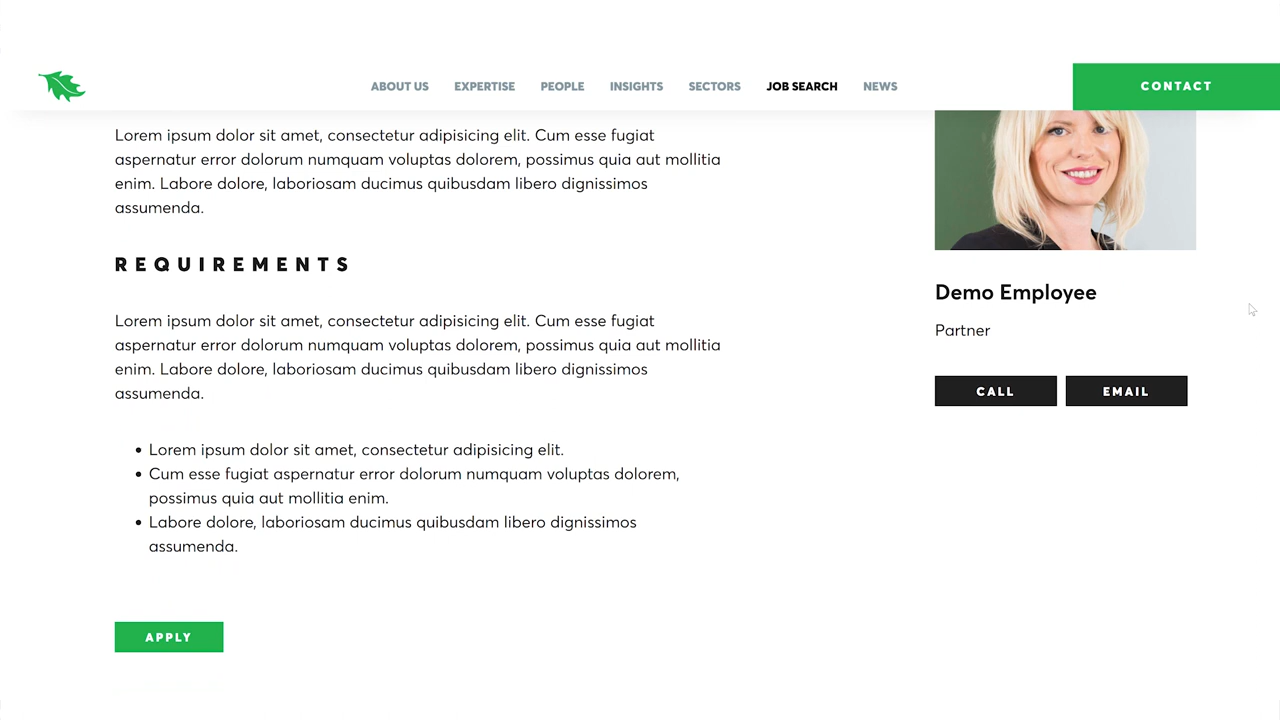 ABOUT US EXPERTISE PEOPLE INSIGHTS SECTORS JOB SEARCH NEWS CONTACT
Lorem ipsum dolor sit amet, consectetur adipisicing elit. Cum esse fugiat
aspernatur error dolorum numquam voluptas dolorem, possimus quia aut mollitia
enim. Labore dolore, laboriosam ducimus quibusdam libero dignissimos
assumenda.
REQUIREMENTS
Lorem ipsum dolor sit amet, consectetur adipisicing elit. Cum esse fugiat
aspernatur error dolorum numquam voluptas dolorem, possimus quia aut mollitia
enim. Labore dolore, laboriosam ducimus quibusdam libero dignissimos
assumenda.
• Lorem ipsum dolor sit amet, consectetur adipisicing elit.
• Cum esse fugiat aspernatur error dolorum numquam voluptas dolorem,
possimus quia aut mollitia enim.
• Labore dolore, laboriosam ducimus quibusdam libero dignissimos
assumenda.
APPLY
Demo Employee
Partner
CALL EMAIL